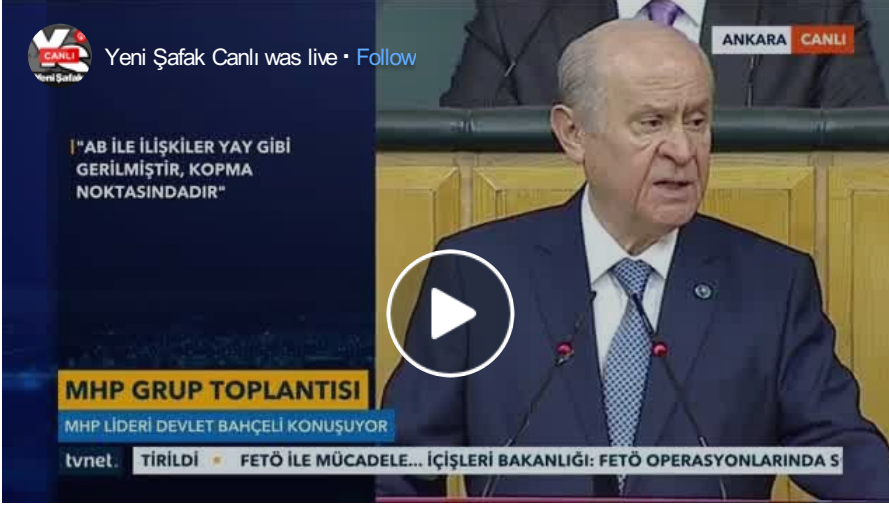 Yeni Şafak Canlı was live · Follow
CANLI
Yeni Şafak
ANKARA CANLI
"AB İLE İLİŞKİLER YAY GİBİ
GERİLMİŞTİR, KOPMA
NOKTASINDADIR"
MHP GRUP TOPLANTISI
MHP LİDERİ DEVLET BAHÇELİ KONUŞUYOR
tvnet. TİRİLDİ • FETÖ İLE MÜCADELE... İÇİŞLERİ BAKANLIĞI: FETÖ OPERASYONLARINDA S